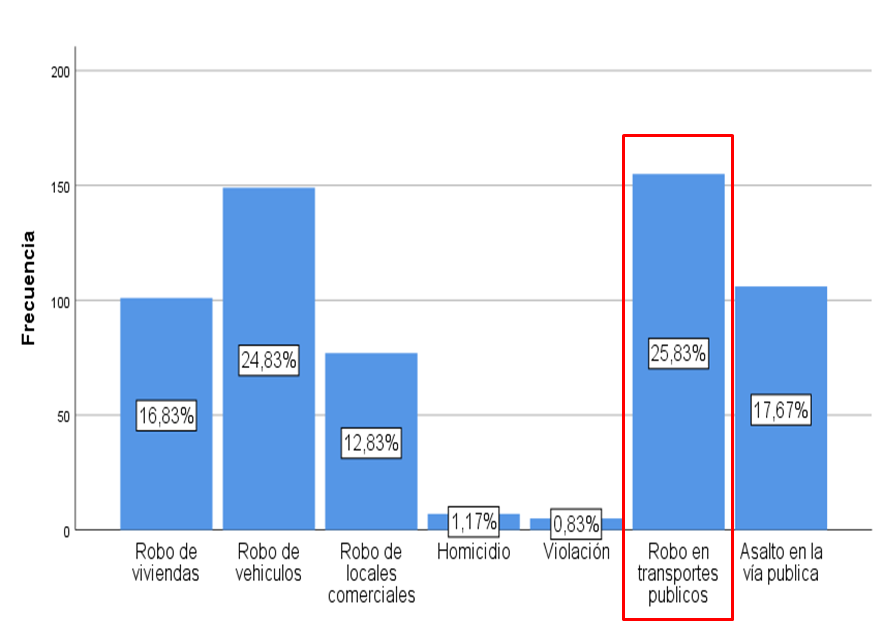 200
150
100
50
0
Frecuencia
16,83%
24,83%
12,83%
1,17%
0,83%
25,83%
17,67%
Robo de
viviendas
Robo de
vehiculos
Robo de
locales
comerciales
Homicidio
Violación
Robo en
transportes
publicos
Asalto en la
vía publica